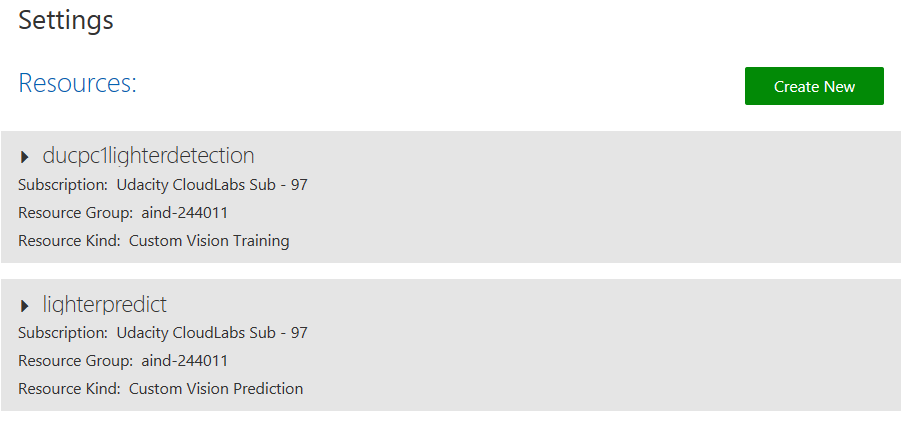 Settings
Resources:
Create New
ducpc1lighterdetection
Subscription: Udacity CloudLabs Sub - 97
Resource Group: aind-244011
Resource Kind: Custom Vision Training
lighterpredict
Subscription: Udacity CloudLabs Sub - 97
Resource Group: aind-244011
Resource Kind: Custom Vision Prediction